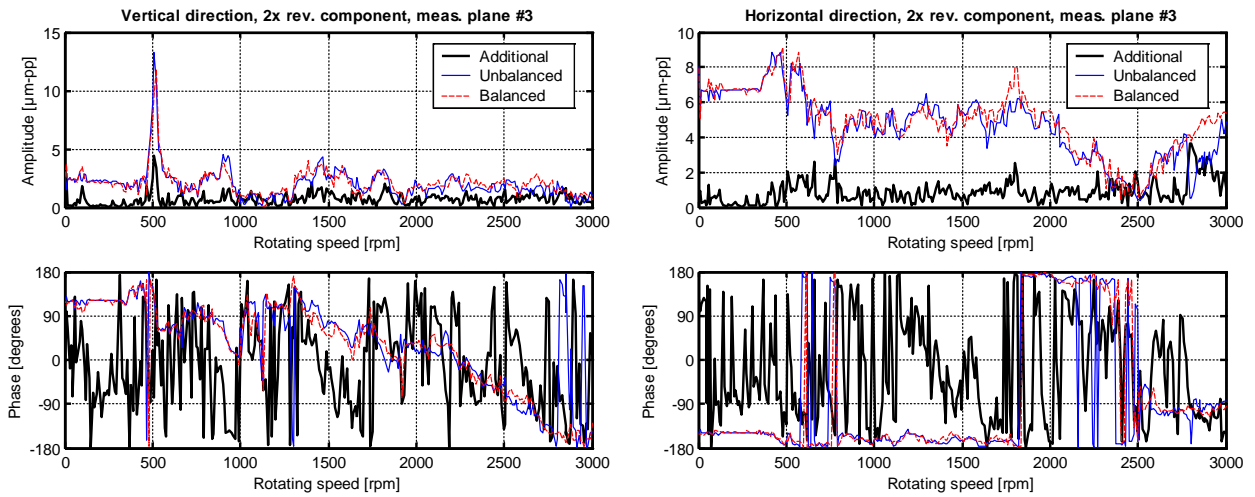 Vertical direction, 2x rev. component, meas. plane #3
15
10
5
0
Amplitude [µm-pp]
Additional
Unbalanced
Balanced
0 500 1000 1500 2000 2500 3000
Rotating speed [rpm]
180
90
0
-90
-180
Phase [degrees]
0 500 1000 1500 2000 2500 3000
Rotating speed [rpm]
Horizontal direction, 2x rev. component, meas. plane #3
10
8
6
4
2
0
Amplitude [µm-pp]
Additional
Unbalanced
Balanced
0 500 1000 1500 2000 2500 3000
Rotating speed [rpm]
180
90
0
-90
-180
Phase [degrees]
0 500 1000 1500 2000 2500 3000
Rotating speed [rpm]